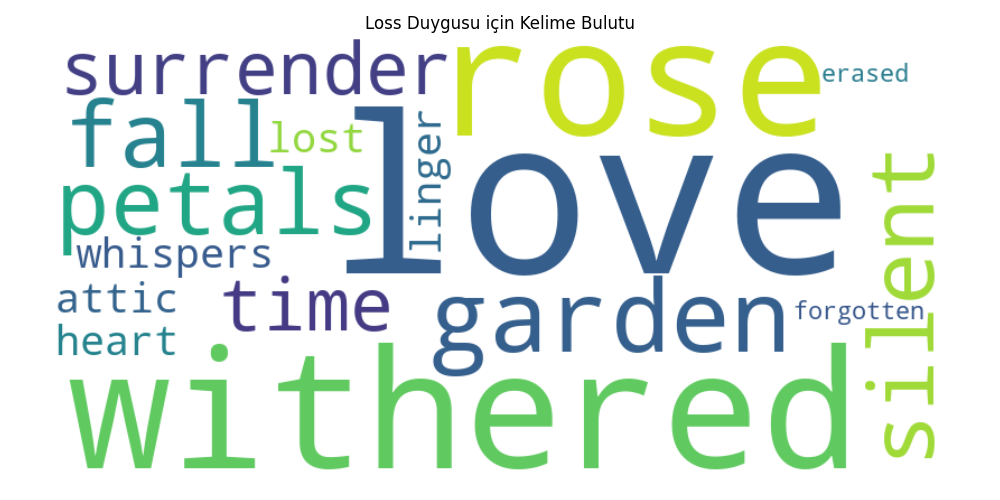 Loss Duygusu için Kelime Bulutu
surrender
rose
erased
fall
lost
linger
love
petals
silent
whispers
attic
time
garden
forgotten
heart
withered